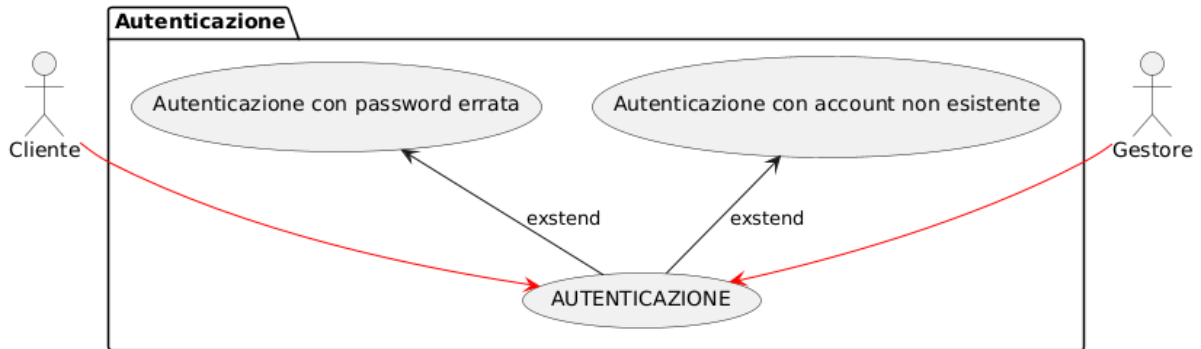 Autenticazione
Autenticazione con password errata
Autenticazione con account non esistente
Cliente
Gestore
exstend
exstend
AUTENTICAZIONE